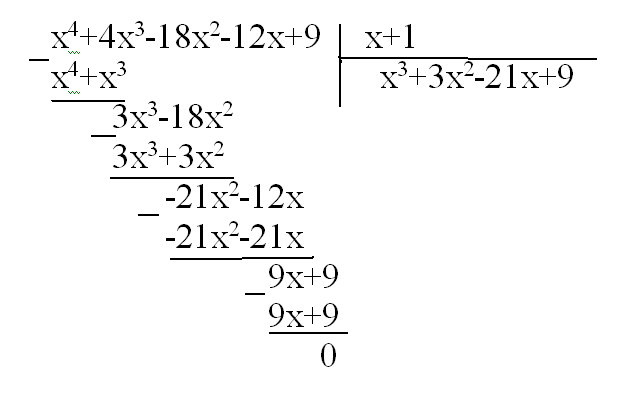 x⁴+4x³-18x²-12x+9 x+1
x⁴+x³ x³+3x²-21x+9
3x³-18x²
3x³+3x²
-21x²-12x
-21x²-21x
9x+9
9x+9
0